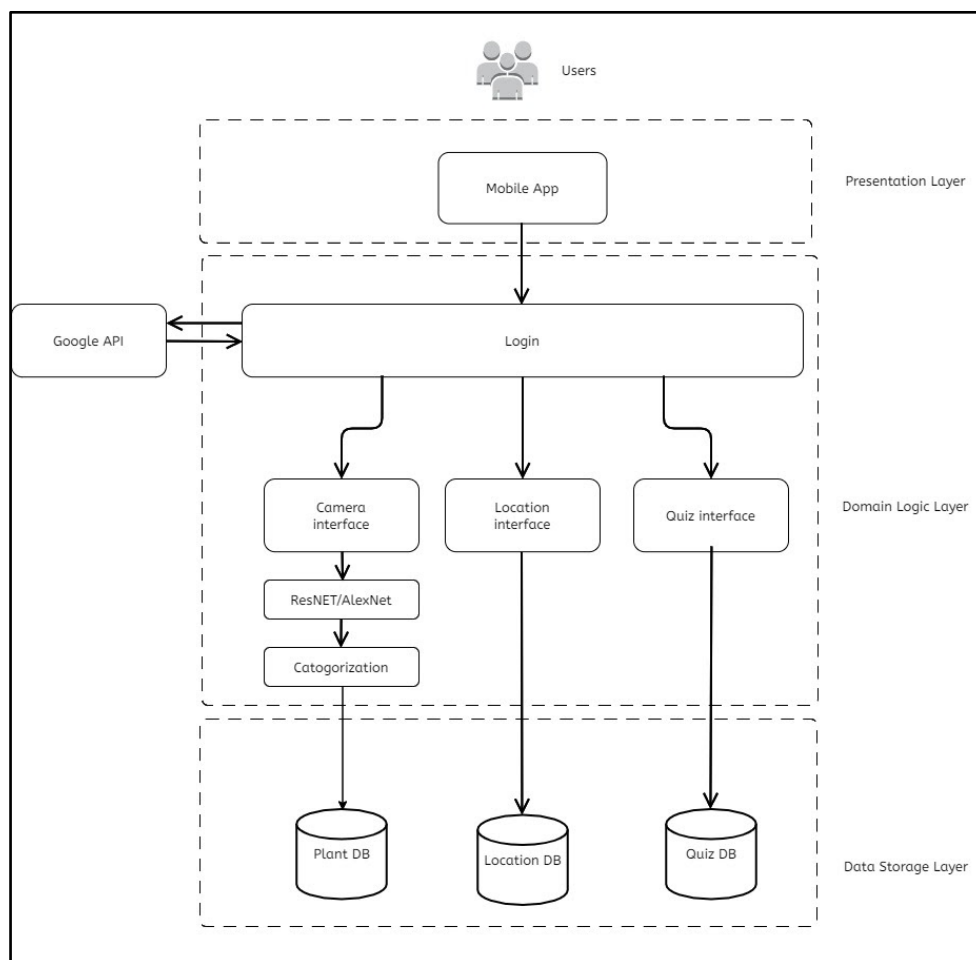 Users
Mobile App
Presentation Layer
Google API
Login
Camera
interface
Location
interface
Quiz interface
Domain Logic Layer
ResNET/AlexNet
Catogorization
Plant DB
Location DB
Quiz DB
Data Storage Layer